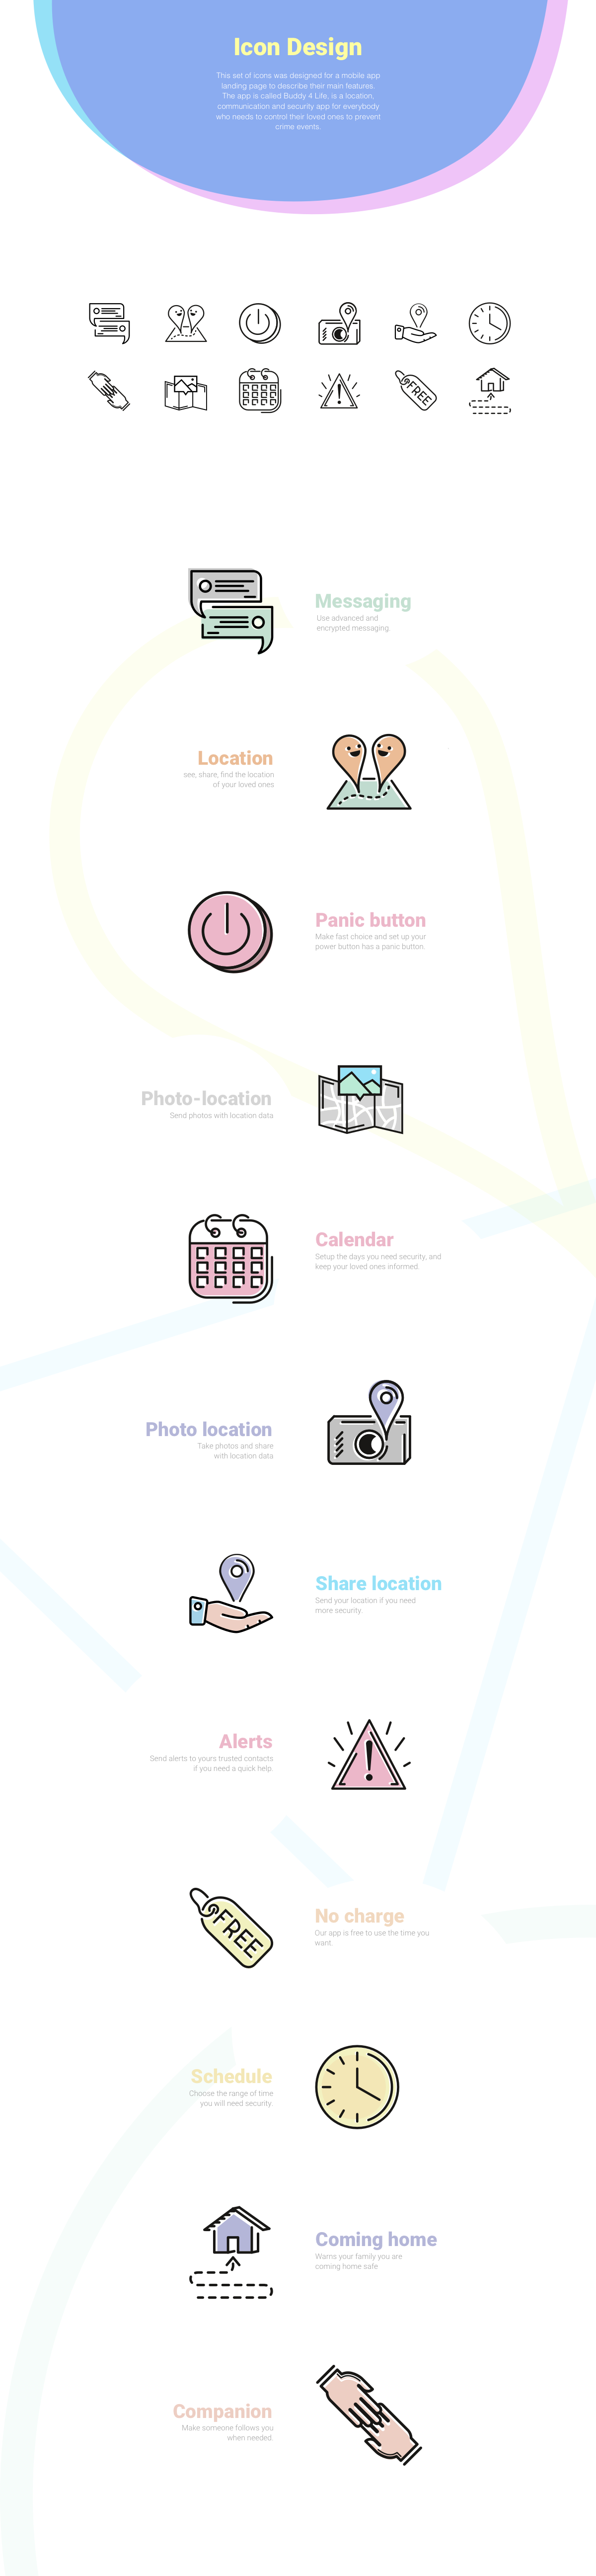 Icon Design
This set of icons was designed for a mobile app
landing page to describe their main features.
The app is called Buddy 4 Life, is a location,
communication and security app for everybody
who needs to control their loved ones to prevent
crime events.
FREE
Messaging
Use advanced and
encrypted messaging.
Location
see, share, find the location
of your loved ones
Panic button
Make fast choice and set up your
power button has a panic button.
Photo-location
Send photos with location data
Calendar
Setup the days you need security, and
keep your loved ones informed.
Photo location
Take photos and share
with location data
Share location
Send your location if you need
more security.
Alerts
Send alerts to yours trusted contacts
if you need a quick help.
FREE
No charge
Our app is free to use the time you
want.
Schedule
Choose the range of time
you will need security.
Coming home
Warns your family you are
coming home safe
Companion
Make someone follows you
when needed.